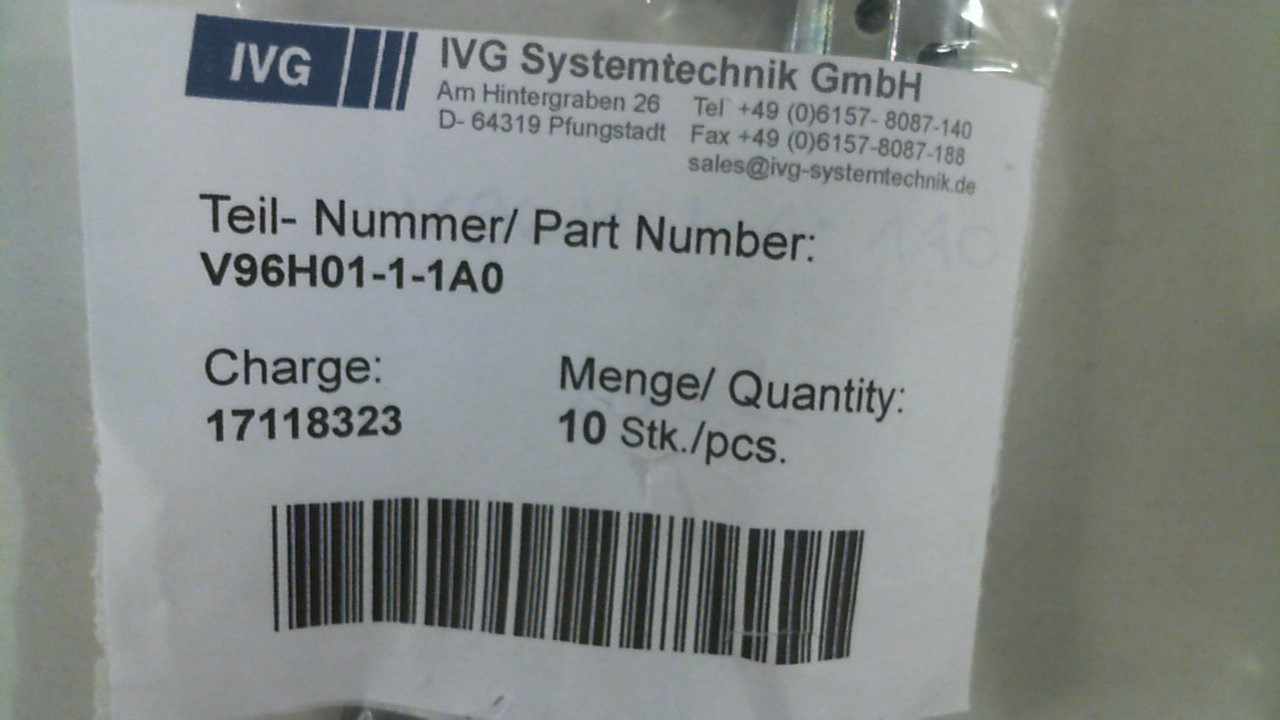 IVG
IVG Systemtechnik GmbH
Am Hintergraben 26
D- 64319 Pfungstadt
Tel +49 (0)6157- 8087-140
Fax +49 (0)6157-8087-188
sales@ivg-systemtechnik.de
Teil- Nummer/ Part Number:
V96H01-1-1A0
Charge:
17118323
Menge/ Quantity:
10 Stk./pcs.